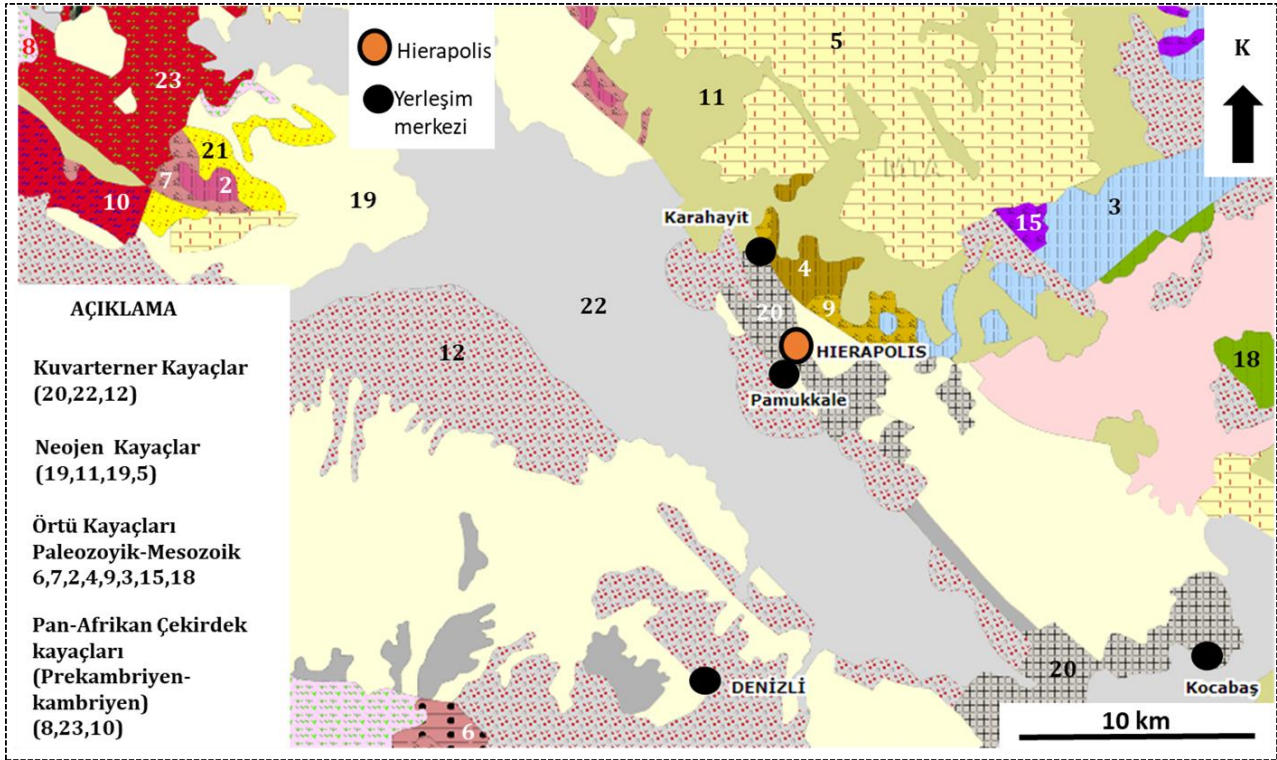 8
23
Hierapolis
Yerleşim
merkezi
5
K
11
21
7
2
10
19
3
15
Karahayit
4
AÇIKLAMA
22
20
9
HIERAPOLIS
12
18
Pamukkale
Kuvarterner Kayaçlar
(20,22,12)
Neojen Kayaçlar
(19,11,19,5)
Örtü Kayaçları
Paleozoyik-Mesozoik
6,7,2,4,9,3,15,18
Pan-Afrikan Çekirdek
kayaçları
(Prekambriyen-
kambriyen)
(8,23,10)
6
DENİZLİ
20
Kocabaş
10 km